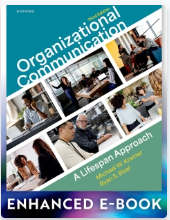 OXFORD
Third Edition
Organizational
Communication
A Lifespan Approach
Michael W. Kramer
Ryan S. Bisel
ENHANCED E-BOOK